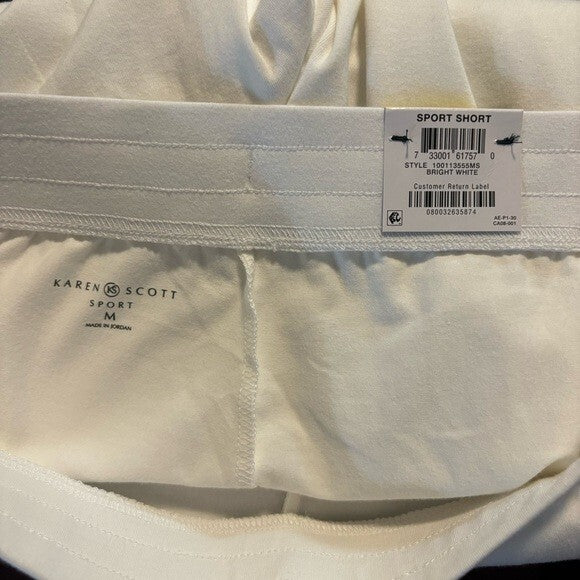 SPORT SHORT
7 33001 61757 0
STYLE 100113555MS
BRIGHT WHITE
Customer Return Label
080032635874
AE-P1-30
CA08-001
KAREN KS SCOTT
SPORT
M
MADE IN JORDAN